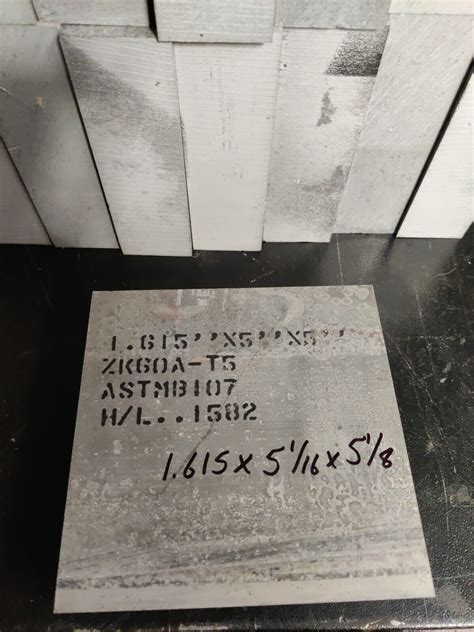 1.615''X5''X5''
ZK60A-T5
ASTMB107
H/L..1582
1.615 x 5 1/16 x 5 1/8